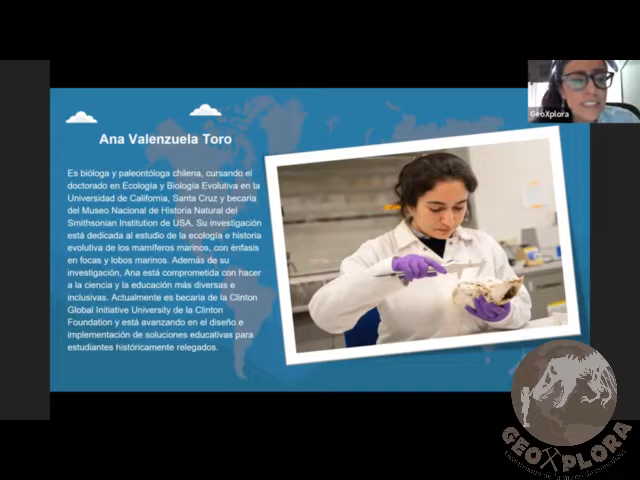 GeoXplora
Ana Valenzuela Toro
Es bióloga y paleontóloga chilena, cursando el
doctorado en Ecología y Biología Evolutiva en la
Universidad de California, Santa Cruz y becaria
del Museo Nacional de Historia Natural del
Smithsonian Institution de USA. Su investigación
está dedicada al estudio de la ecología e historia
evolutiva de los mamíferos marinos, con énfasis
en focas y lobos marinos. Además de su
investigación, Ana está comprometida con hacer
a la ciencia y la educación más diversas e
inclusivas. Actualmente es becaria de la Clinton
Global Initiative University de la Clinton
Foundation y está avanzando en el diseño e
implementación de soluciones educativas para
estudiantes históricamente relegados.
GEOXPLORA